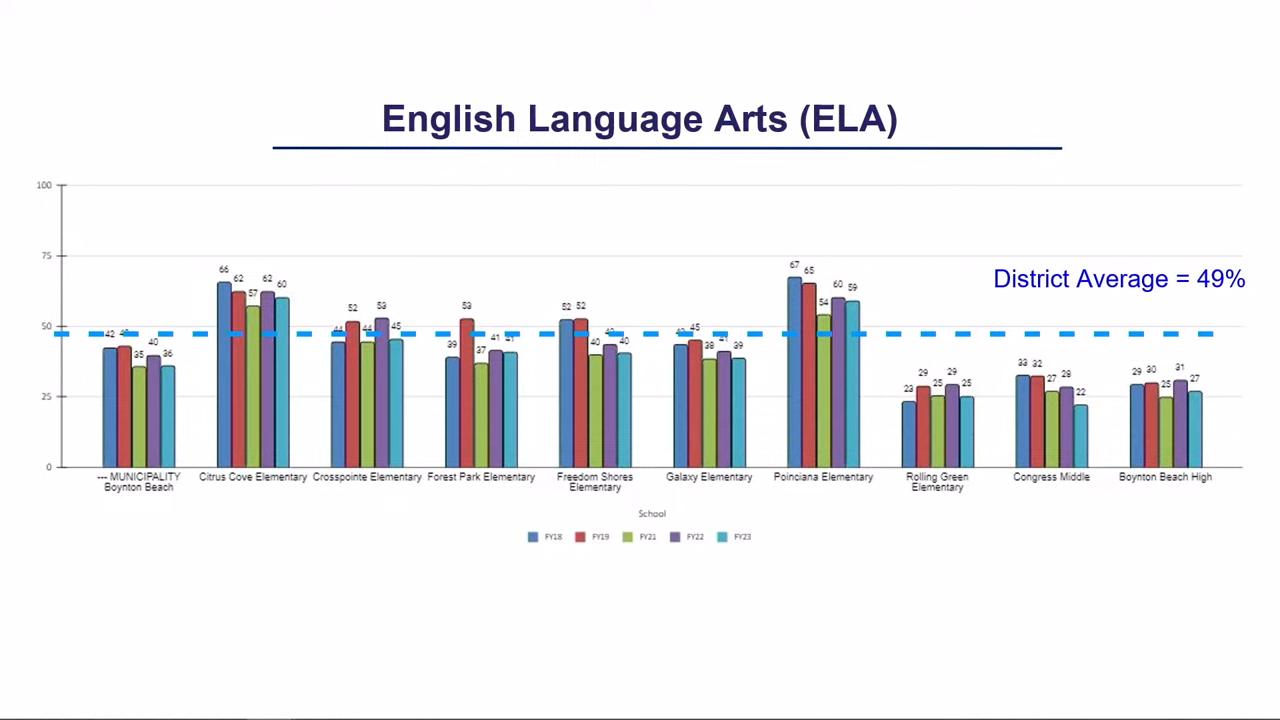 English Language Arts (ELA)
100
75
50
25
0
District Average = 49%
42 35 40 36
66 62 57 62 60
44 52 44 53 45
39 53 37 41 41
52 52 40 40
45 38 41 39
67 65 54 60 59
23 29 25 29 25
33 32 27 28 22
29 30 25 31 27
--- MUNICIPALITY
Boynton Beach
Citrus Cove Elementary
Crosspointe Elementary
Forest Park Elementary
Freedom Shores
Elementary
Galaxy Elementary
Poinciana Elementary
Rolling Green
Elementary
Congress Middle
Boynton Beach High
School
FY18 FY19 FY21 FY22 FY23